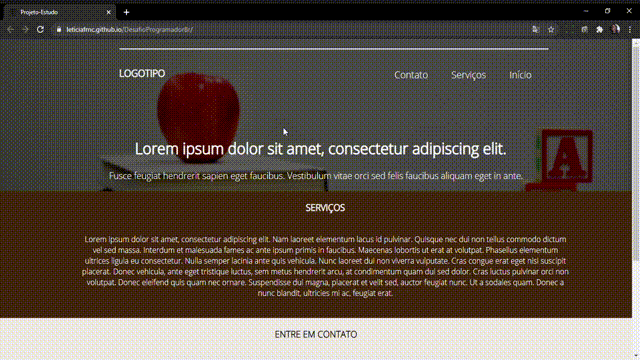 Projeto-Estudo
leticiafmc.github.io/DesafioProgramadorBr/
LOGOTIPO
Contato Serviços Início
Lorem ipsum dolor sit amet, consectetur adipiscing elit.
Fusce feugiat hendrerit sapien eget faucibus. Vestibulum vitae orci sed felis faucibus aliquam eget in ante.
A
SERVIÇOS
Lorem ipsum dolor sit amet, consectetur adipiscing elit. Nam laoreet elementum lacus id pulvinar. Quisque nec dui non tellus commodo dictum
vel sed massa. Interdum et malesuada fames ac ante ipsum primis in faucibus. Maecenas lobortis ut erat at volutpat. Phasellus elementum
ultrices ligula eu consectetur. Nulla semper lacinia ante quis vehicula. Nunc laoreet dui non viverra vulputate. Cras congue erat eget nisi suscipit
placerat. Donec vehicula, ante eget tristique luctus, sem metus hendrerit arcu, at condimentum quam dui sed dolor. Cras luctus pulvinar orci non
volutpat. Donec eleifend quis quam nec ornare. Suspendisse dui magna, placerat et velit sed, auctor feugiat nunc. Ut a sodales quam. Donec a
nunc blandit, ultricies mi ac, feugiat erat.
ENTRE EM CONTATO